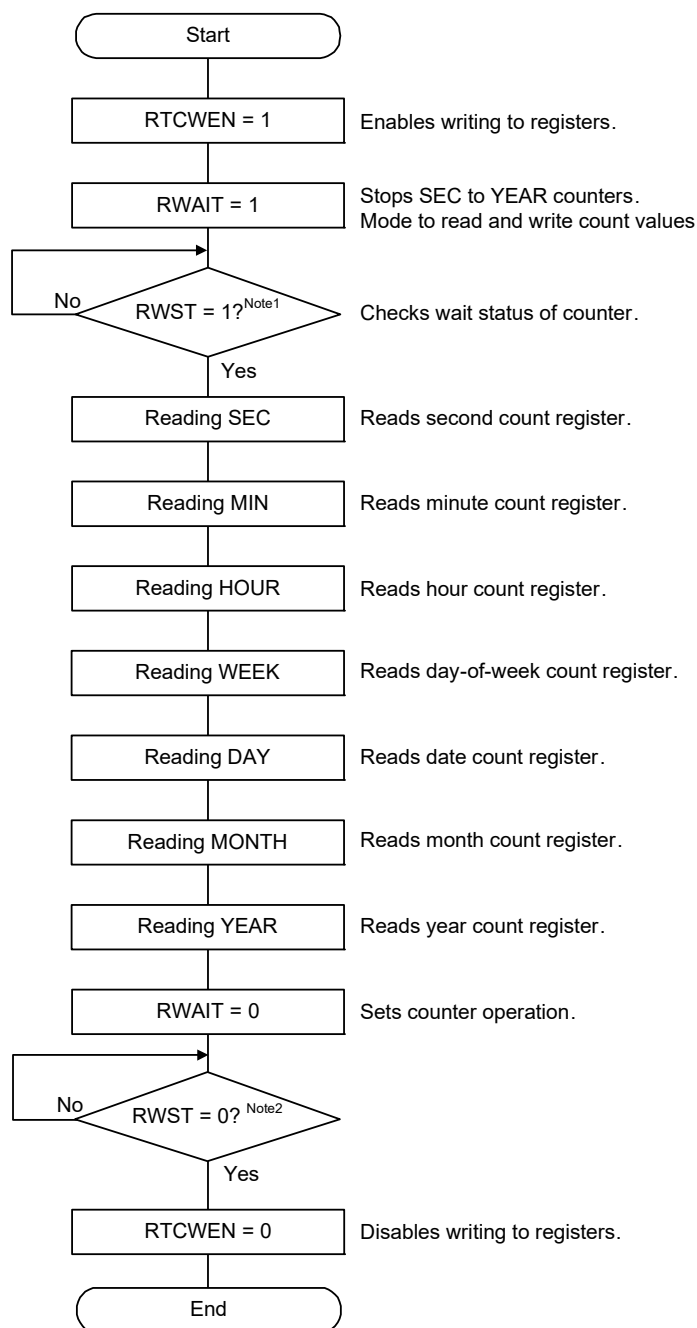 Start
RTCWEN = 1
Enables writing to registers.
RWAIT = 1
Stops SEC to YEAR counters.
Mode to read and write count values
No
RWST = 1?Note1
Checks wait status of counter.
Yes
Reading SEC
Reads second count register.
Reading MIN
Reads minute count register.
Reading HOUR
Reads hour count register.
Reading WEEK
Reads day-of-week count register.
Reading DAY
Reads date count register.
Reading MONTH
Reads month count register.
Reading YEAR
Reads year count register.
RWAIT = 0
Sets counter operation.
No
RWST = 0? Note2
Yes
RTCWEN = 0
Disables writing to registers.
End